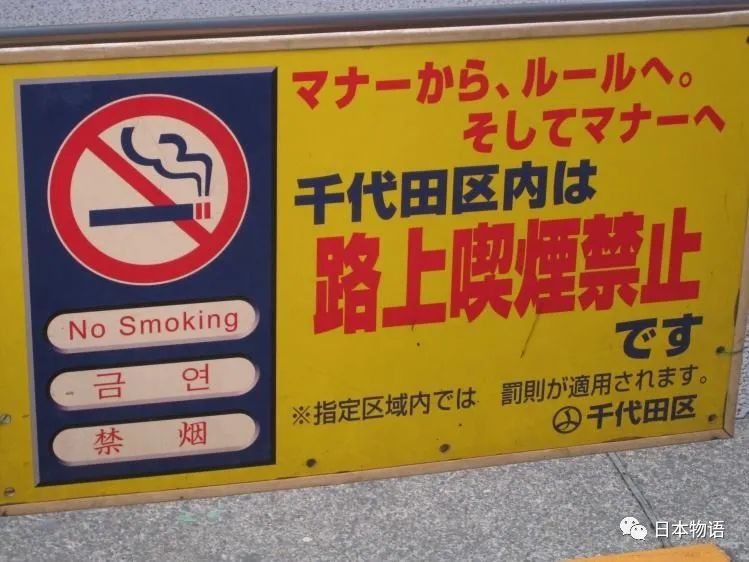 マナーから、ルールへ。
そしてマナーへ
千代田区内は
路上喫煙禁止
です
※指定区域内では 罰則が適用されます。
千代田区
No Smoking
금 연
禁 烟
日本物语